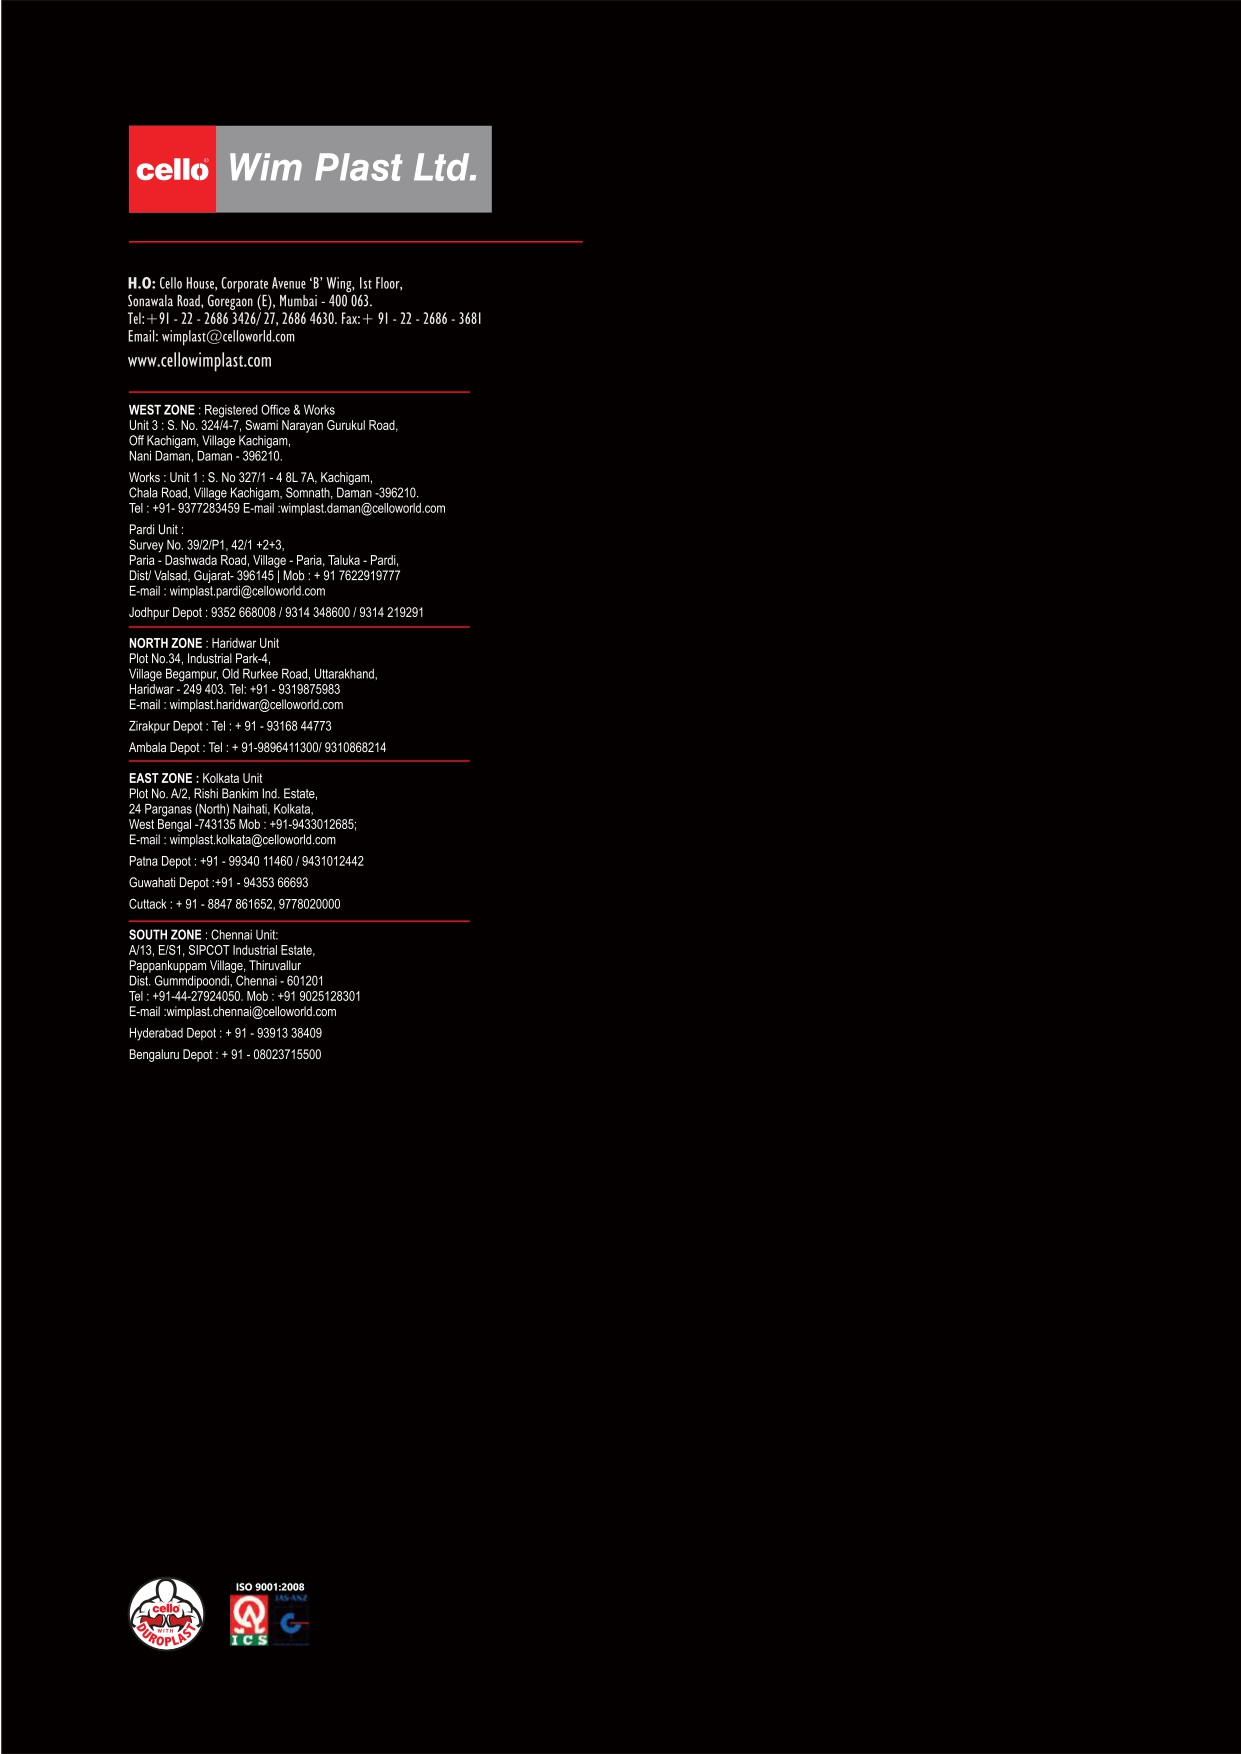 cello® Wim Plast Ltd.
H.O: Cello House, Corporate Avenue ‘B’ Wing, 1st Floor,
Sonawala Road, Goregaon (E), Mumbai - 400 063.
Tel:+91 - 22 - 2686 3426/ 27, 2686 4630. Fax:+ 91 - 22 - 2686 - 3681
Email: wimplast@celloworld.com
www.cellowimplast.com
WEST ZONE : Registered Office & Works
Unit 3 : S. No. 324/4-7, Swami Narayan Gurukul Road,
Off Kachigam, Village Kachigam,
Nani Daman, Daman - 396210.
Works : Unit 1 : S. No 327/1 - 4 8L 7A, Kachigam,
Chala Road, Village Kachigam, Somnath, Daman -396210.
Tel : +91- 9377283459 E-mail :wimplast.daman@celloworld.com
Pardi Unit :
Survey No. 39/2/P1, 42/1 +2+3,
Paria - Dashwada Road, Village - Paria, Taluka - Pardi,
Dist/ Valsad, Gujarat- 396145 | Mob : + 91 7622919777
E-mail : wimplast.pardi@celloworld.com
Jodhpur Depot : 9352 668008 / 9314 348600 / 9314 219291
NORTH ZONE : Haridwar Unit
Plot No.34, Industrial Park-4,
Village Begampur, Old Rurkee Road, Uttarakhand,
Haridwar - 249 403. Tel: +91 - 9319875983
E-mail : wimplast.haridwar@celloworld.com
Zirakpur Depot : Tel : + 91 - 93168 44773
Ambala Depot : Tel : + 91-9896411300/ 9310868214
EAST ZONE : Kolkata Unit
Plot No. A/2, Rishi Bankim Ind. Estate,
24 Parganas (North) Naihati, Kolkata,
West Bengal -743135 Mob : +91-9433012685;
E-mail : wimplast.kolkata@celloworld.com
Patna Depot : +91 - 99340 11460 / 9431012442
Guwahati Depot :+91 - 94353 66693
Cuttack : + 91 - 8847 861652, 9778020000
SOUTH ZONE : Chennai Unit:
A/13, E/S1, SIPCOT Industrial Estate,
Pappankuppam Village, Thiruvallur
Dist. Gummdipoondi, Chennai - 601201
Tel : +91-44-27924050. Mob : +91 9025128301
E-mail :wimplast.chennai@celloworld.com
Hyderabad Depot : + 91 - 93913 38409
Bengaluru Depot : + 91 - 08023715500
cello
WITH
DUROPLAST
ISO 9001:2008
JAS-ANZ
ICS